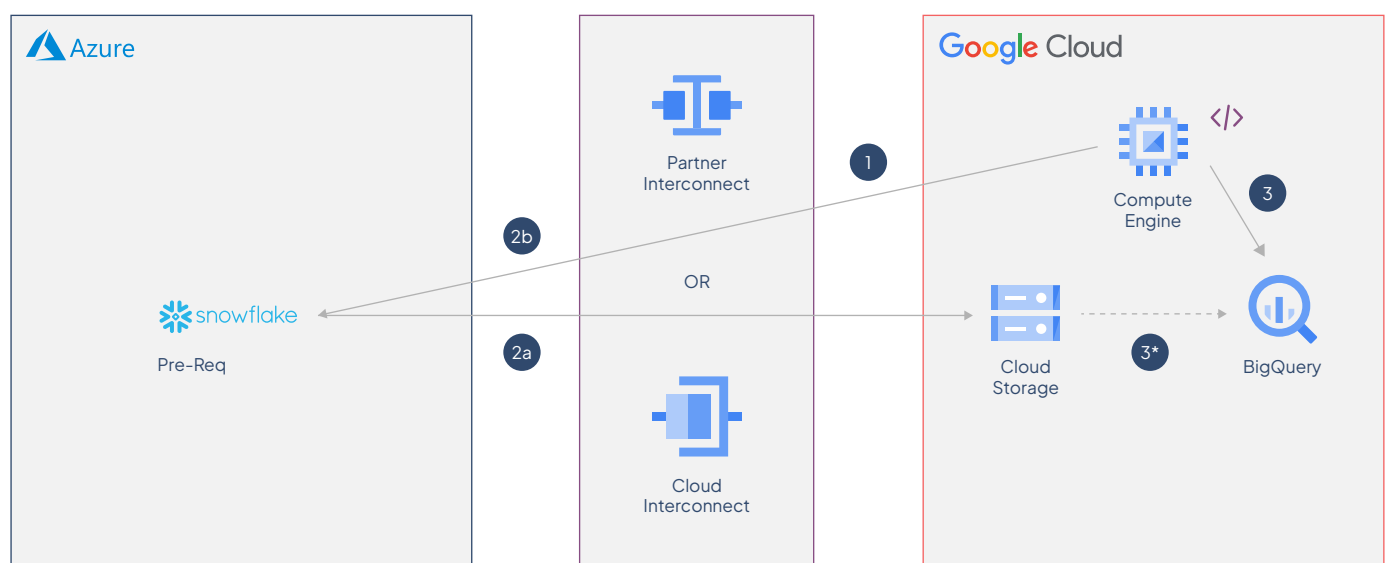 Azure
Google Cloud
</>
Partner
Interconnect
1
Compute
Engine
3
2b
OR
snowflake
Pre-Req
2a
Cloud
Storage
3*
BigQuery
Cloud
Interconnect